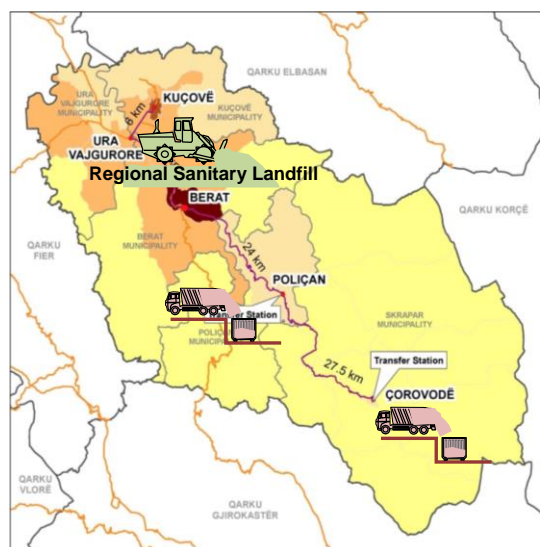 QARKU ELBASAN
KUÇOVË
URA
VAJGURORE
MUNICIPALITY
KUÇOVË
MUNICIPALITY
8 km
URA
VAJGURORE
Regional Sanitary Landfill
BERAT
QARKU KORÇË
QARKU
FIER
BERAT
MUNICIPALITY
24 km
POLIÇAN
Transfer Station
SKRAPAR
MUNICIPALITY
POLIÇAN
27.5 km
Transfer Station
ÇOROVODË
QARKU
VLORË
QARKU
GJIROKASTËR